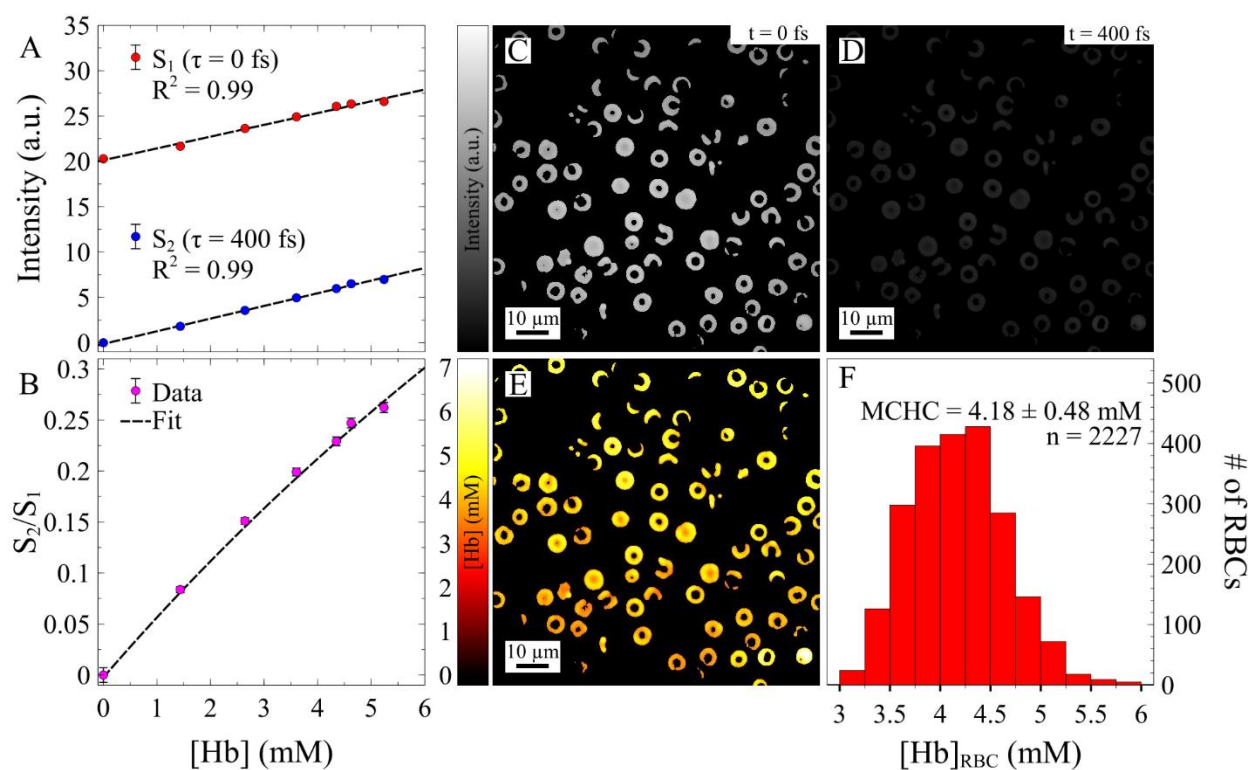 A
S₁ (τ = 0 fs)
R² = 0.99
S₂ (τ = 400 fs)
R² = 0.99
Intensity (a.u.)
35
30
25
20
15
10
5
0
B
Data
Fit
S₂/S₁
0.3
0.25
0.2
0.15
0.1
0.05
0
0 1 2 3 4 5 6
[Hb] (mM)
C
t = 0 fs
Intensity (a.u.)
10 µm
D
t = 400 fs
10 µm
E
7
6
5
4
3
2
1
0
[Hb] (mM)
10 µm
F
MCHC = 4.18 ± 0.48 mM
n = 2227
500
400
300
200
100
0
# of RBCs
3 3.5 4 4.5 5 5.5 6
[Hb]RBC (mM)